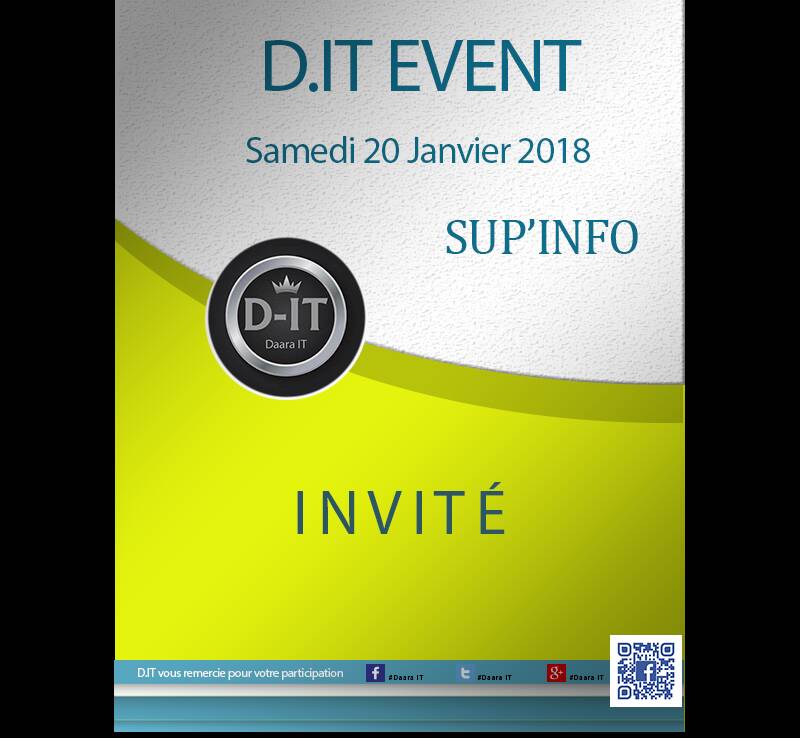 D.IT EVENT
Samedi 20 Janvier 2018
SUP’INFO
D-IT
Daara IT
INVITÉ
D.IT vous remercie pour votre participation
#Daara IT
#Daara IT
#Daara IT